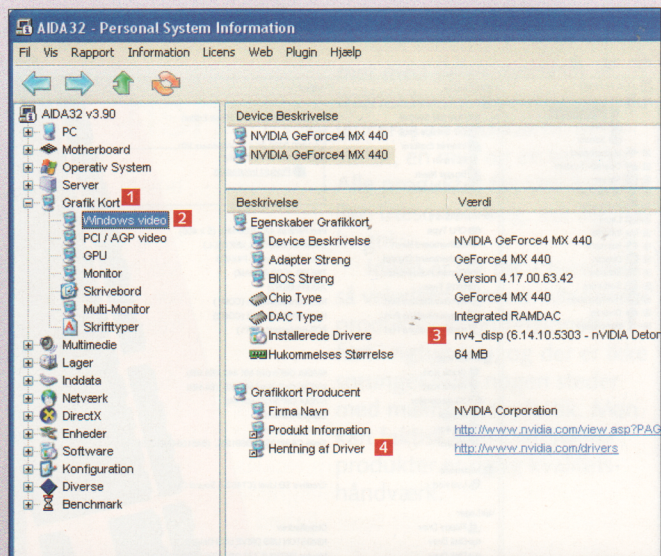 AIDA32 - Personal System Information
Fil Vis Rapport Information Licens Web Plugin Hjælp
AIDA32 v3.90
PC
Motherboard
Operativ System
Server
Grafik Kort 1
Windows video 2
PCI / AGP video
GPU
Monitor
Skrivebord
Multi-Monitor
Skrifttyper
Multimedie
Lager
Inddata
Netværk
DirectX
Enheder
Software
Konfiguration
Diverse
Benchmark
Device Beskrivelse
NVIDIA GeForce4 MX 440
NVIDIA GeForce4 MX 440
Beskrivelse Værdi
Egenskaber Grafikkort
Device Beskrivelse NVIDIA GeForce4 MX 440
Adapter Streng GeForce4 MX 440
BIOS Streng Version 4.17.00.63.42
Chip Type GeForce4 MX 440
DAC Type Integrated RAMDAC
Installerede Drivere 3 nv4_disp (6.14.10.5303 - nVIDIA Deton
Hukommelses Størrelse 64 MB
Grafikkort Producent
Firma Navn NVIDIA Corporation
Produkt Information http://www.nvidia.com/view.asp?PAG
Hentning af Driver 4 http://www.nvidia.com/drivers